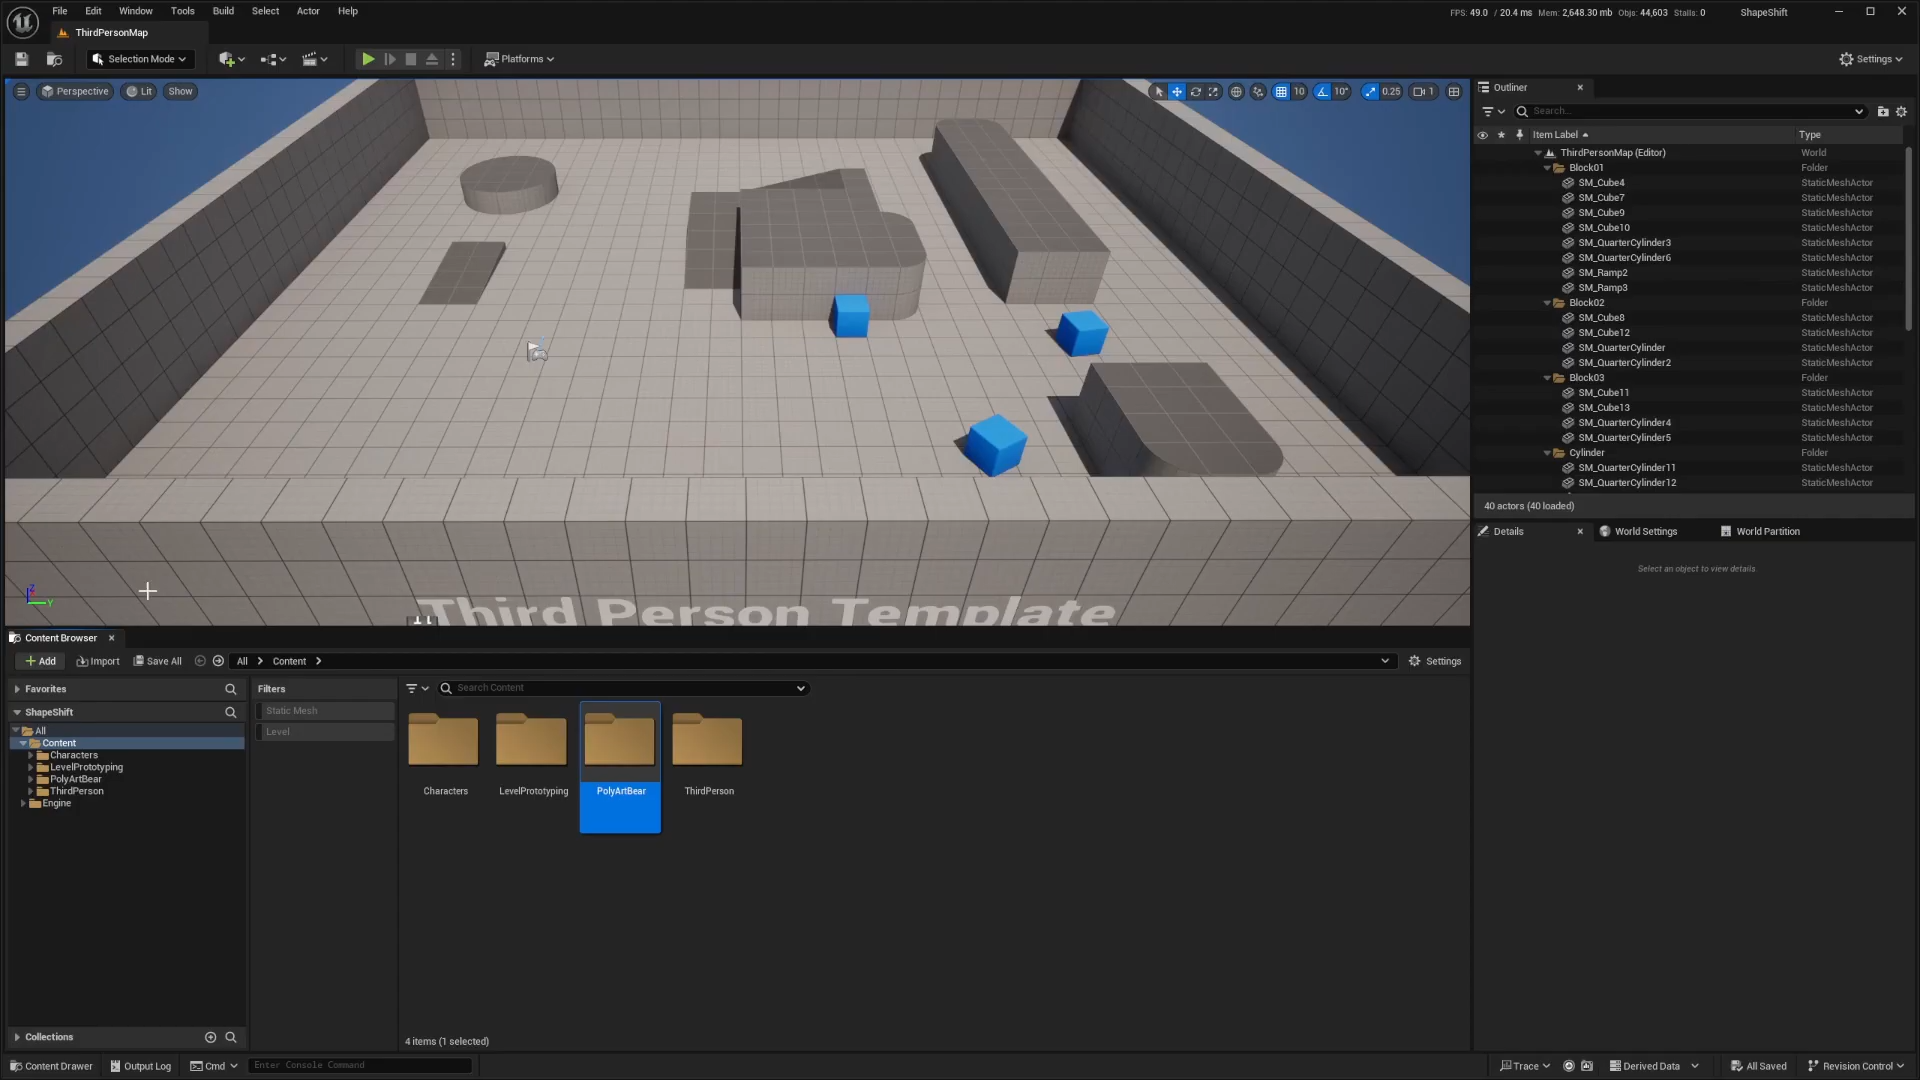 File Edit Window Tools Build Select Actor Help
FPS: 49.0 / 20.4 ms Mem: 2,648.30 mb Objs: 44,603 Stalls: 0
ShapeShift
ThirdPersonMap
Selection Mode
Platforms
Settings
Perspective
Lit
Show
10
10°
0.25
1
Third Person Template
Outliner
Search...
Item Label
Type
ThirdPersonMap (Editor) World
Block01 Folder
SM_Cube4 StaticMeshActor
SM_Cube7 StaticMeshActor
SM_Cube9 StaticMeshActor
SM_Cube10 StaticMeshActor
SM_QuarterCylinder3 StaticMeshActor
SM_QuarterCylinder6 StaticMeshActor
SM_Ramp2 StaticMeshActor
SM_Ramp3 StaticMeshActor
Block02 Folder
SM_Cube8 StaticMeshActor
SM_Cube12 StaticMeshActor
SM_QuarterCylinder StaticMeshActor
SM_QuarterCylinder2 StaticMeshActor
Block03 Folder
SM_Cube11 StaticMeshActor
SM_Cube13 StaticMeshActor
SM_QuarterCylinder4 StaticMeshActor
SM_QuarterCylinder5 StaticMeshActor
Cylinder Folder
SM_QuarterCylinder11 StaticMeshActor
SM_QuarterCylinder12 StaticMeshActor
40 actors (40 loaded)
Details
World Settings
World Partition
Select an object to view details.
Z
Y
Content Browser
Add
Import
Save All
All > Content >
Settings
Favorites
ShapeShift
All
Content
Characters
LevelPrototyping
PolyArtBear
ThirdPerson
Engine
Collections
Filters
Static Mesh
Level
Search Content
Characters
LevelPrototyping
PolyArtBear
ThirdPerson
4 items (1 selected)
Content Drawer
Output Log
Cmd
Enter Console Command
Trace
Derived Data
All Saved
Revision Control